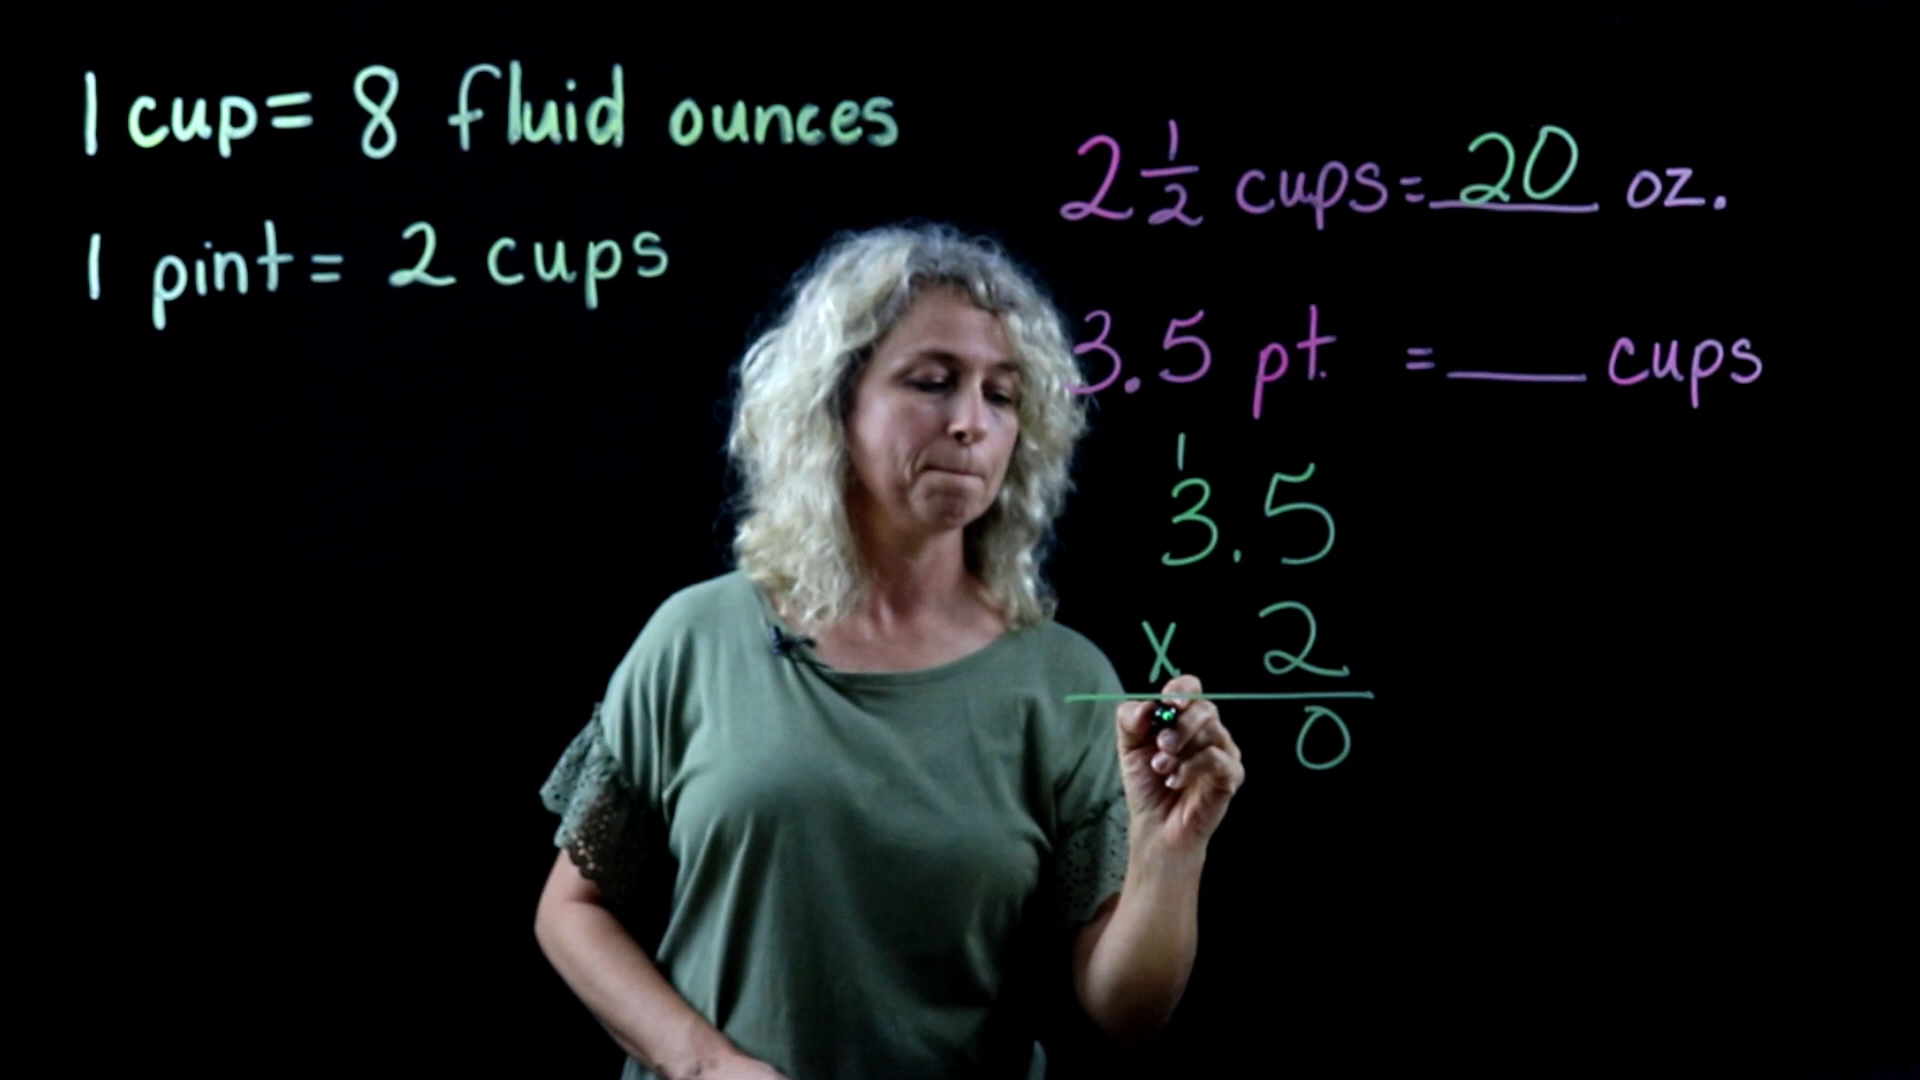 1 cup = 8 fluid ounces
1 pint = 2 cups
2 1/2 cups = 20 oz.
3.5 pt. = ___ cups
1
3.5
x 2
0